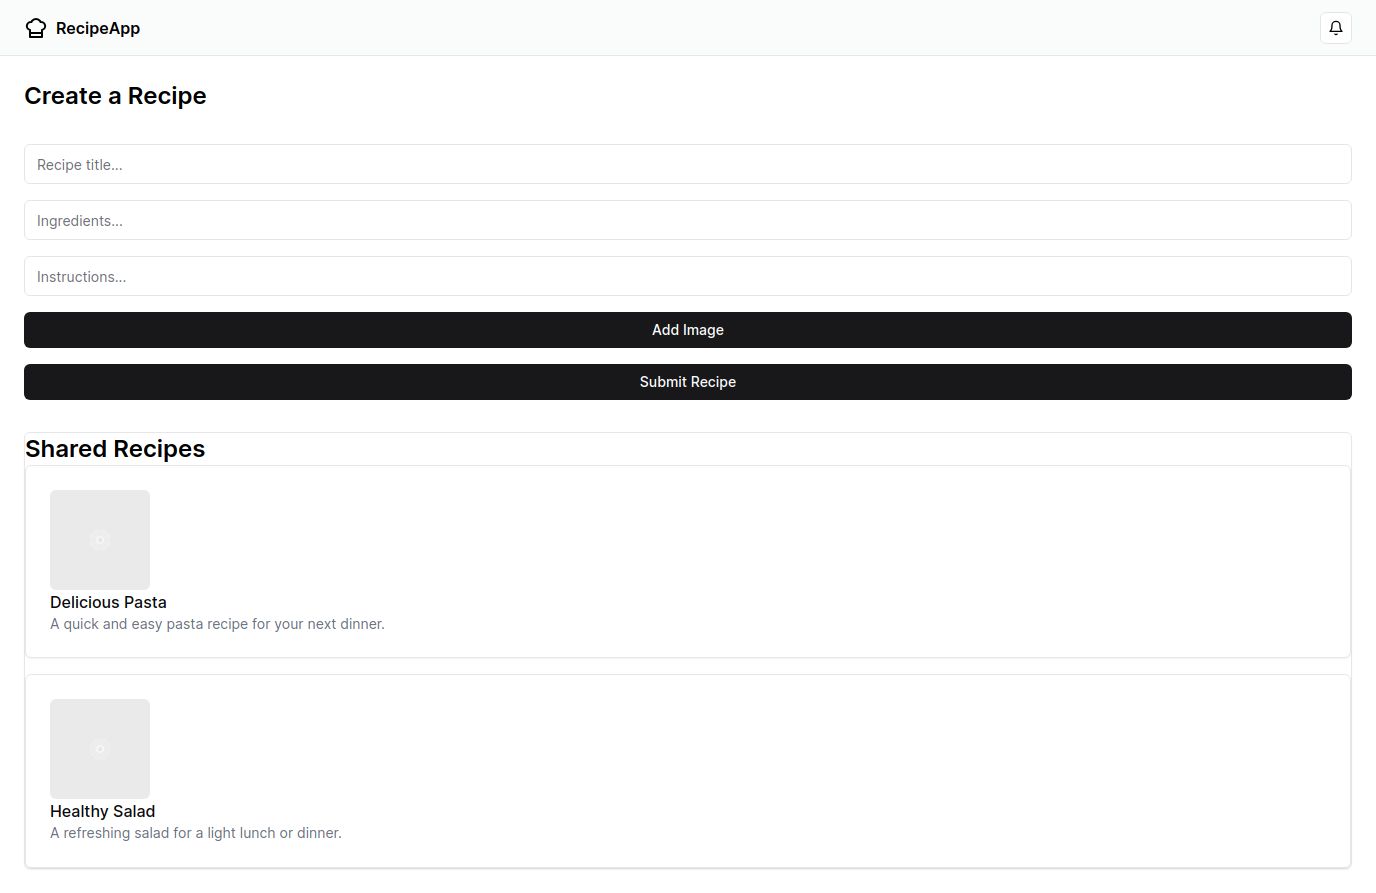 RecipeApp
Create a Recipe
Recipe title...
Ingredients...
Instructions...
Add Image
Submit Recipe
Shared Recipes
Delicious Pasta
A quick and easy pasta recipe for your next dinner.
Healthy Salad
A refreshing salad for a light lunch or dinner.